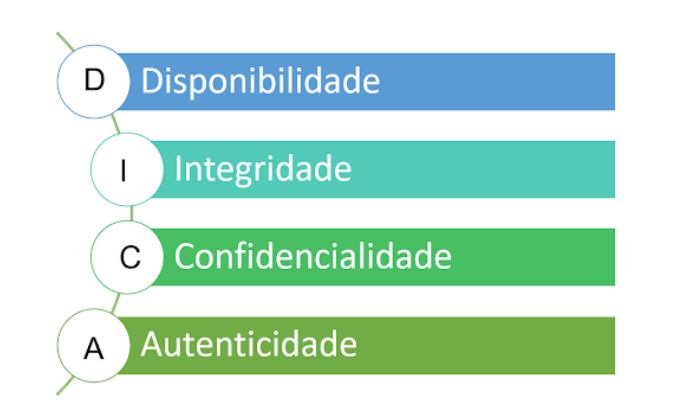 D Disponibilidade
I Integridade
C Confidencialidade
A Autenticidade